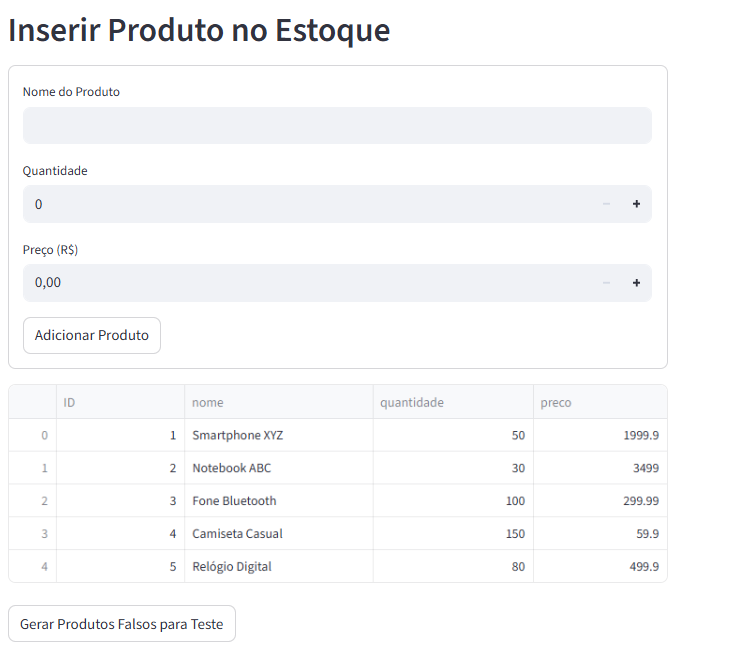 Inserir Produto no Estoque
Nome do Produto
Quantidade
0 − +
Preço (R$)
0,00 − +
Adicionar Produto
ID nome quantidade preco
0 1 Smartphone XYZ 50 1999.9
1 2 Notebook ABC 30 3499
2 3 Fone Bluetooth 100 299.99
3 4 Camiseta Casual 150 59.9
4 5 Relógio Digital 80 499.9
Gerar Produtos Falsos para Teste